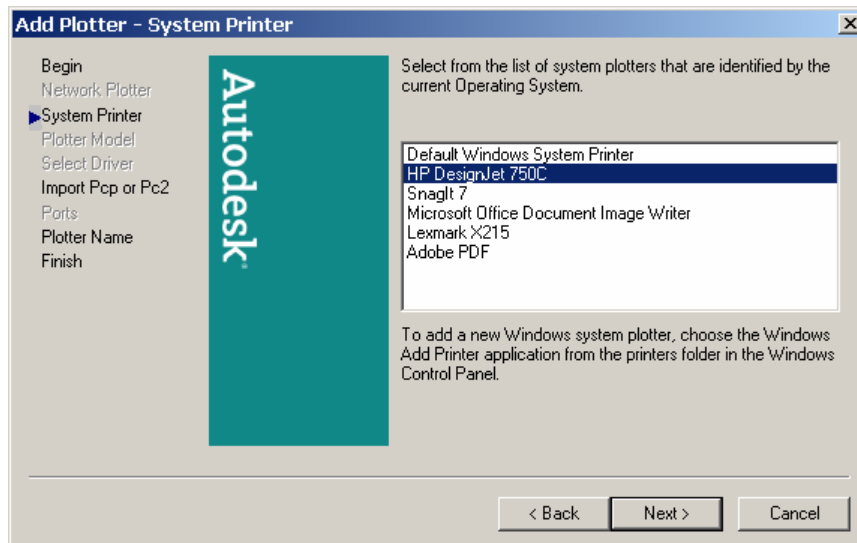 Add Plotter - System Printer
Begin
Network Plotter
System Printer
Plotter Model
Select Driver
Import Pcp or Pc2
Ports
Plotter Name
Finish
Autodesk
Select from the list of system plotters that are identified by the
current Operating System.
Default Windows System Printer
HP DesignJet 750C
SnagIt 7
Microsoft Office Document Image Writer
Lexmark X215
Adobe PDF
To add a new Windows system plotter, choose the Windows
Add Printer application from the printers folder in the Windows
Control Panel.
< Back
Next >
Cancel